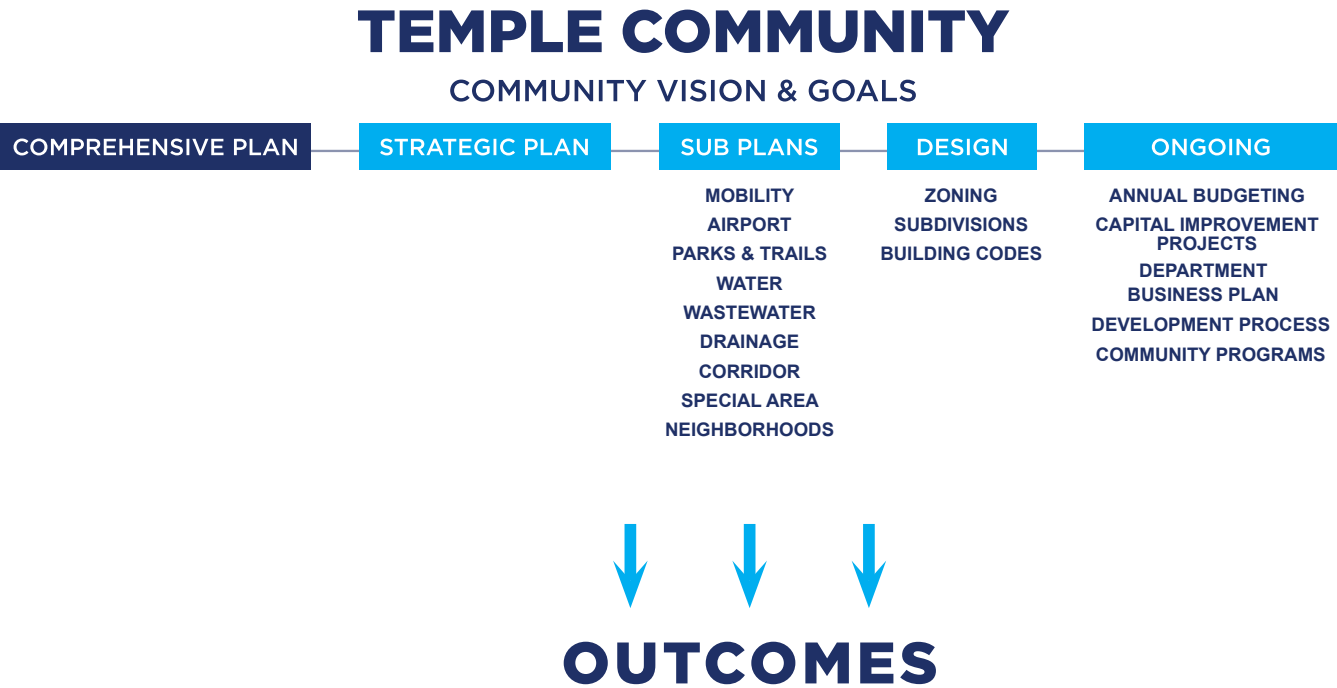 TEMPLE COMMUNITY
COMMUNITY VISION & GOALS
COMPREHENSIVE PLAN
STRATEGIC PLAN
SUB PLANS
MOBILITY
AIRPORT
PARKS & TRAILS
WATER
WASTEWATER
DRAINAGE
CORRIDOR
SPECIAL AREA
NEIGHBORHOODS
DESIGN
ZONING
SUBDIVISIONS
BUILDING CODES
ONGOING
ANNUAL BUDGETING
CAPITAL IMPROVEMENT
PROJECTS
DEPARTMENT
BUSINESS PLAN
DEVELOPMENT PROCESS
COMMUNITY PROGRAMS
OUTCOMES